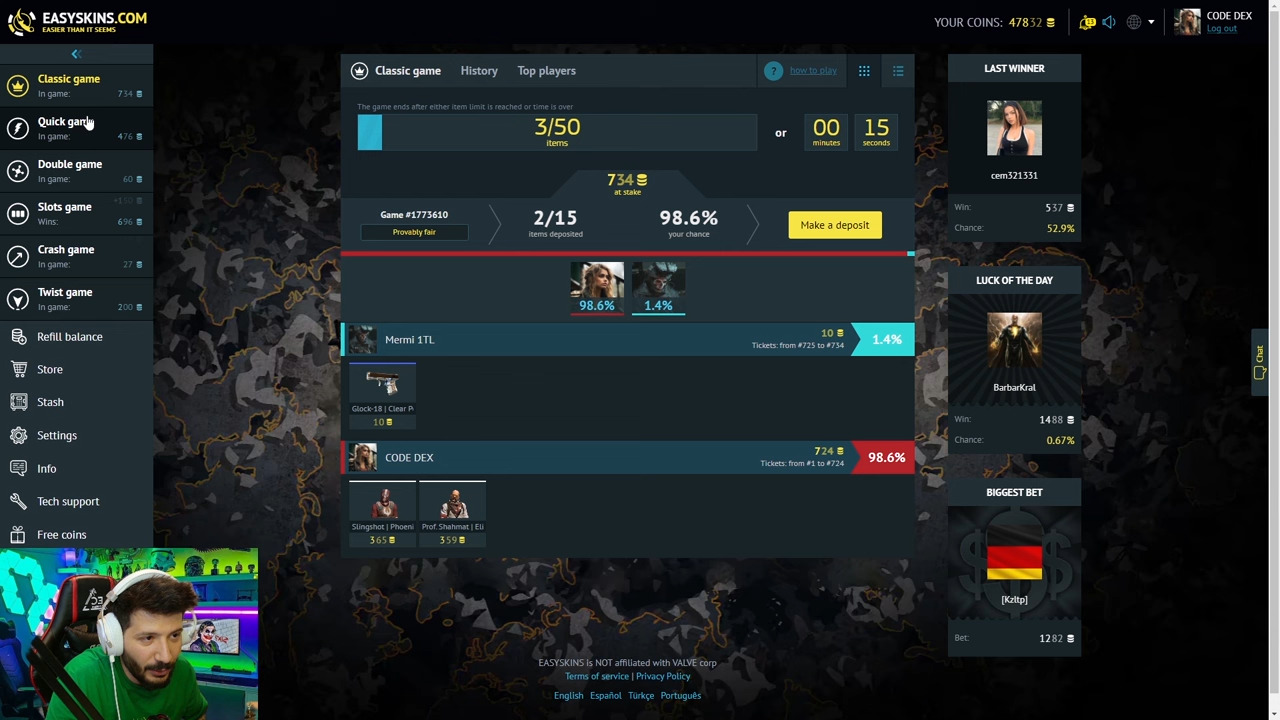 EASYSKINS.COM
EASIER THAN IT SEEMS
YOUR COINS: 47832
CODE DEX
Log out
Classic game
In game: 734
Quick game
In game: 476
Double game
In game: 60
Slots game
+150
Wins: 696
Crash game
In game: 27
Twist game
In game: 200
Refill balance
Store
Stash
Settings
Info
Tech support
Free coins
Classic game
History
Top players
? how to play
The game ends after either item limit is reached or time is over
3/50
items
or
00
minutes
15
seconds
734
at stake
Game #1773610
Provably fair
2/15
items deposited
98.6%
your chance
Make a deposit
98.6%
1.4%
Mermi 1TL
10
Tickets: from #725 to #734
1.4%
Glock-18 | Clear P
10
CODE DEX
724
Tickets: from #1 to #724
98.6%
Slingshot | Phoeni
365
Prof. Shahmat | Eli
359
LAST WINNER
cem321331
Win: 537
Chance: 52.9%
LUCK OF THE DAY
BarbarKral
Win: 1488
Chance: 0.67%
BIGGEST BET
[Kzltp]
Bet: 1282
Chat
EASYSKINS is NOT affiliated with VALVE corp
Terms of service | Privacy Policy
English Español Türkçe Português